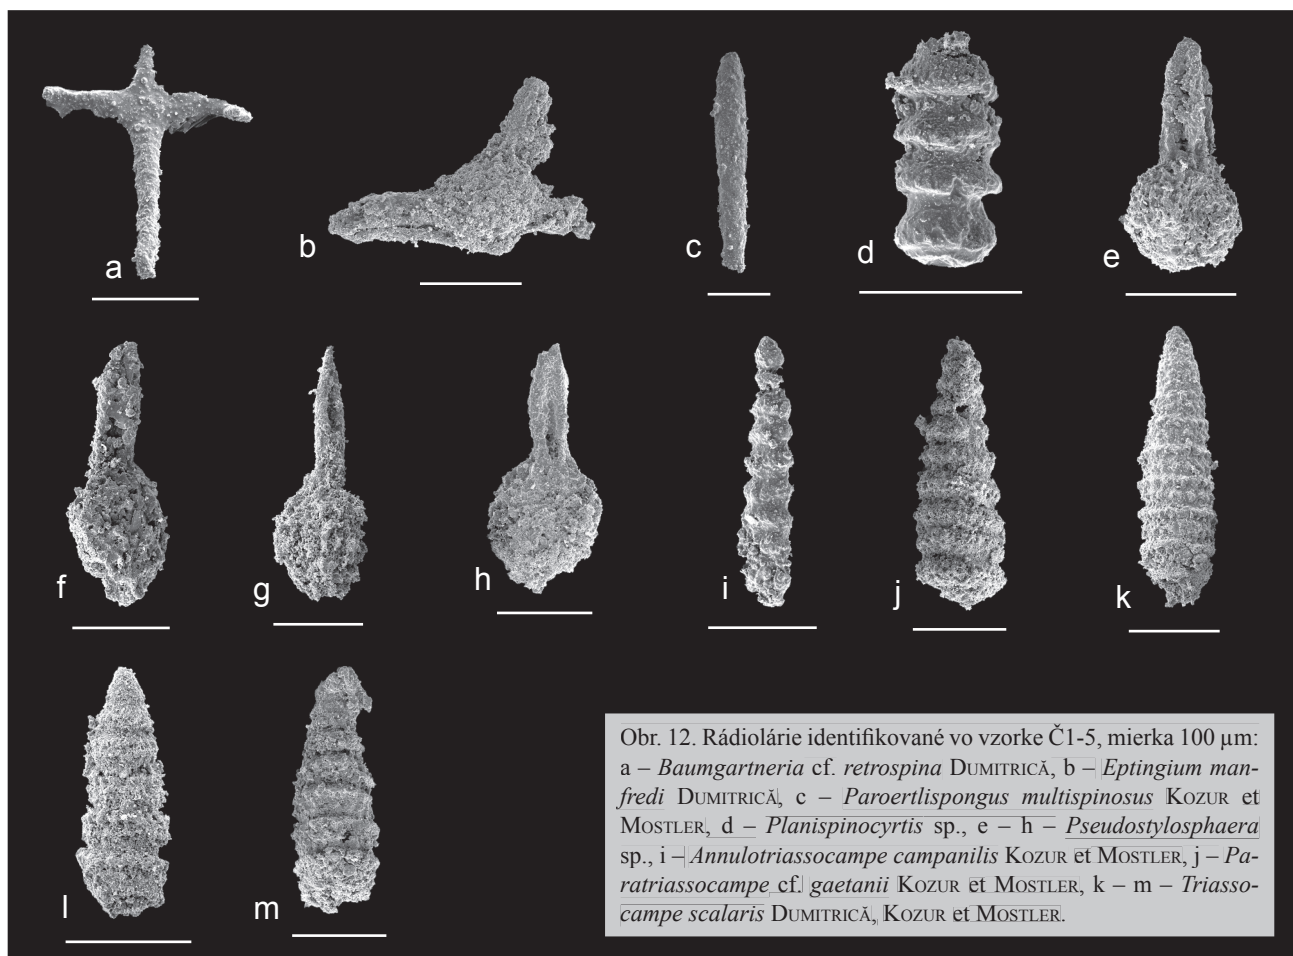 a
b
c
d
e
f
g
h
i
j
k
l
m
Obr. 12. Rádiolárie identifikované vo vzorke Č1-5, mierka 100 µm:
a – Baumgartneria cf. retrospina DUMITRICĂ, b – Eptingium man-
fredi DUMITRICĂ, c – Paroertlispongus multispinosus KOZUR et
MOSTLER, d – Planispinocyrtis sp., e – h – Pseudostylosphaera
sp., i – Annulotriassocampe campanilis KOZUR et MOSTLER, j – Pa-
ratriassocampe cf. gaetanii KOZUR et MOSTLER, k – m – Triasso-
campe scalaris DUMITRICĂ, KOZUR et MOSTLER.